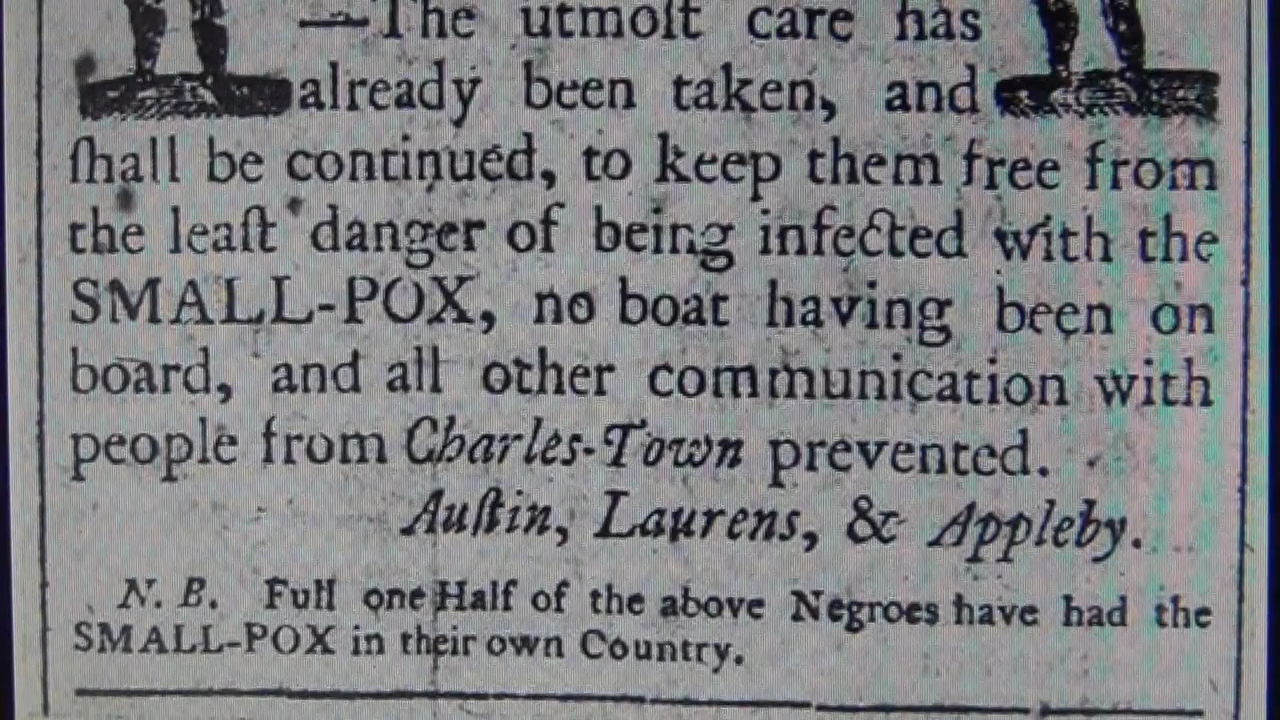 —The utmoſt care has
already been taken, and
ſhall be continued, to keep them free from
the leaſt danger of being infected with the
SMALL-POX, no boat having been on
board, and all other communication with
people from Charles-Town prevented.
Auſtin, Laurens, & Appleby.
N. B. Full one Half of the above Negroes have had the
SMALL-POX in their own Country.